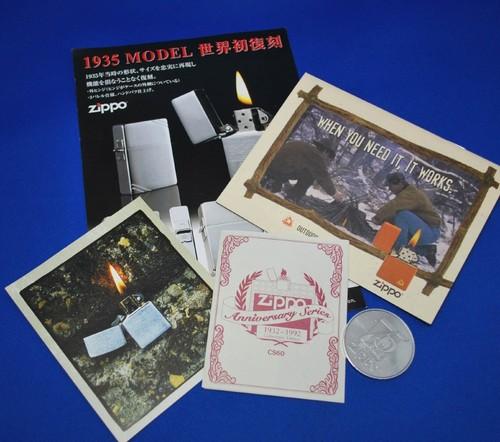 1935 MODEL 世界初復刻
1935年当時の形状、サイズを忠実に再現し
機能を損なうことなく復刻。
zippo
WHEN YOU NEED IT, IT WORKS.
OUTDOOR
zippo
Zippo
Anniversary Series
1932-1992
CS60